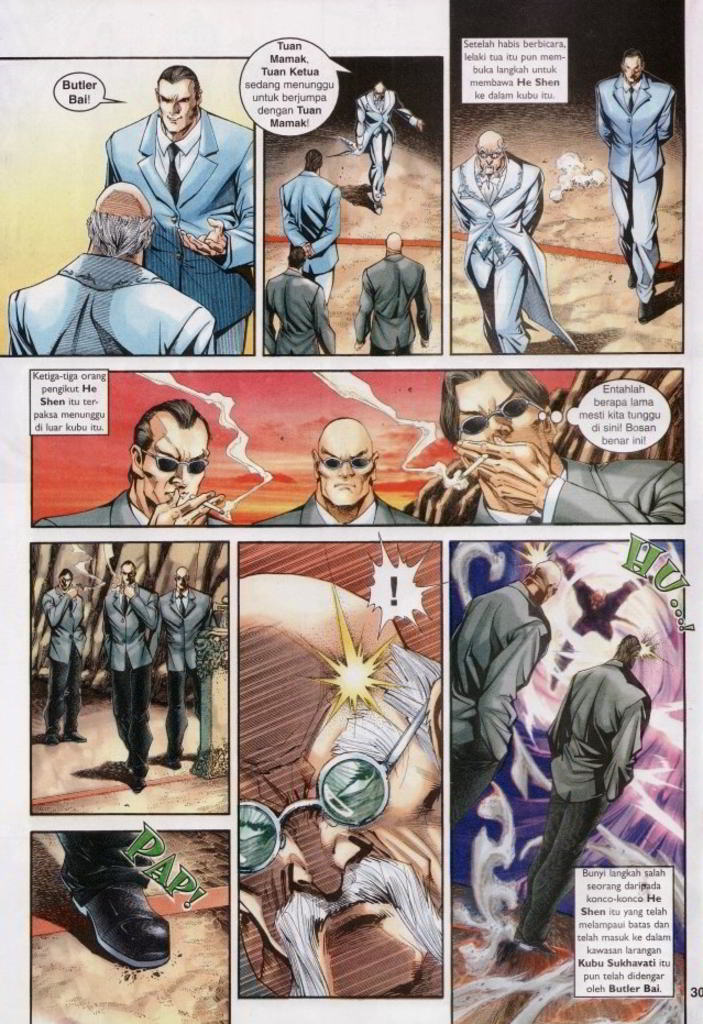 Butler
Bai!
Tuan
Mamak,
Tuan Ketua
sedang menunggu
untuk berjumpa
dengan Tuan
Mamak!
Setelah habis berbicara,
lelaki tua itu pun mem-
buka langkah untuk
membawa He Shen
ke dalam kubu itu.
Ketiga-tiga orang
pengikut He
Shen itu ter-
paksa menunggu
di luar kubu itu.
Entahlah
berapa lama
mesti kita tunggu
di sini! Bosan
benar ini!
!
HU...!
PAP!
Bunyi langkah salah
seorang daripada
konco-konco He
Shen itu yang telah
melampaui batas dan
telah masuk ke dalam
kawasan larangan
Kubu Sukhavati itu
pun telah didengar
oleh Butler Bai.
30